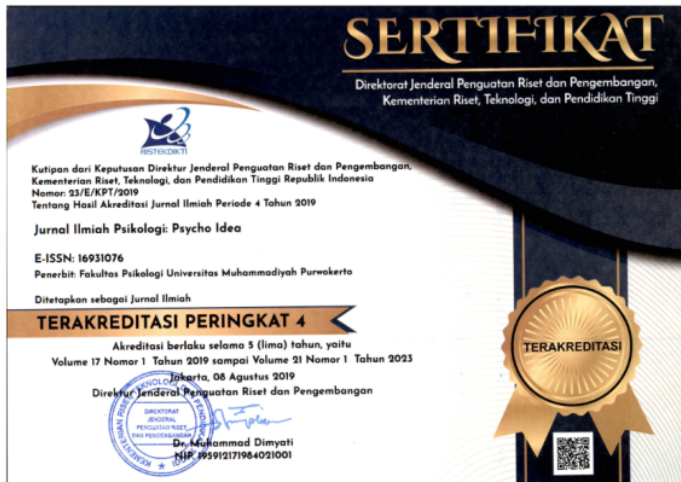 SERTIFIKAT
Direktorat Jenderal Penguatan Riset dan Pengembangan,
Kementerian Riset, Teknologi, dan Pendidikan Tinggi
RISTEKDIKTI
Kutipan dari Keputusan Direktur Jenderal Penguatan Riset dan Pengembangan,
Kementerian Riset, Teknologi, dan Pendidikan Tinggi Republik Indonesia
Nomor: 23/E/KPT/2019
Tentang Hasil Akreditasi Jurnal Ilmiah Periode 4 Tahun 2019
Jurnal Ilmiah Psikologi: Psycho Idea
E-ISSN: 16931076
Penerbit: Fakultas Psikologi Universitas Muhammadiyah Purwokerto
Ditetapkan sebagai Jurnal Ilmiah
TERAKREDITASI PERINGKAT 4
Akreditasi berlaku selama 5 (lima) tahun, yaitu
Volume 17 Nomor 1 Tahun 2019 sampai Volume 21 Nomor 1 Tahun 2023
Jakarta, 08 Agustus 2019
Direktur Jenderal Penguatan Riset dan Pengembangan
DIREKTORAT
JENDERAL
PENGUATAN RISET
DAN PENGEMBANGAN
Dr. Muhammad Dimyati
NIP. 195912171984021001
TERAKREDITASI